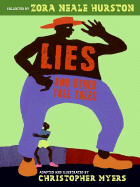 COLLECTED BY ZORA NEALE HURSTON
LIES
AND OTHER
TALL TALES
ADAPTED AND ILLUSTRATED BY
CHRISTOPHER MYERS